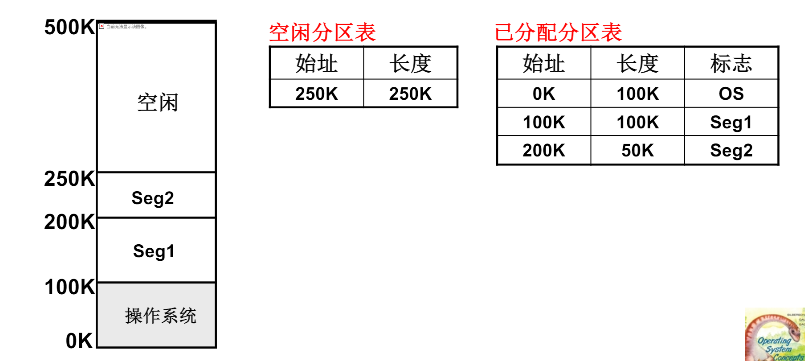 500K
空闲
250K
Seg2
200K
Seg1
100K
操作系统
0K
空闲分区表
始址 长度
250K 250K
已分配分区表
始址 长度 标志
0K 100K OS
100K 100K Seg1
200K 50K Seg2
Operating
System
Concepts